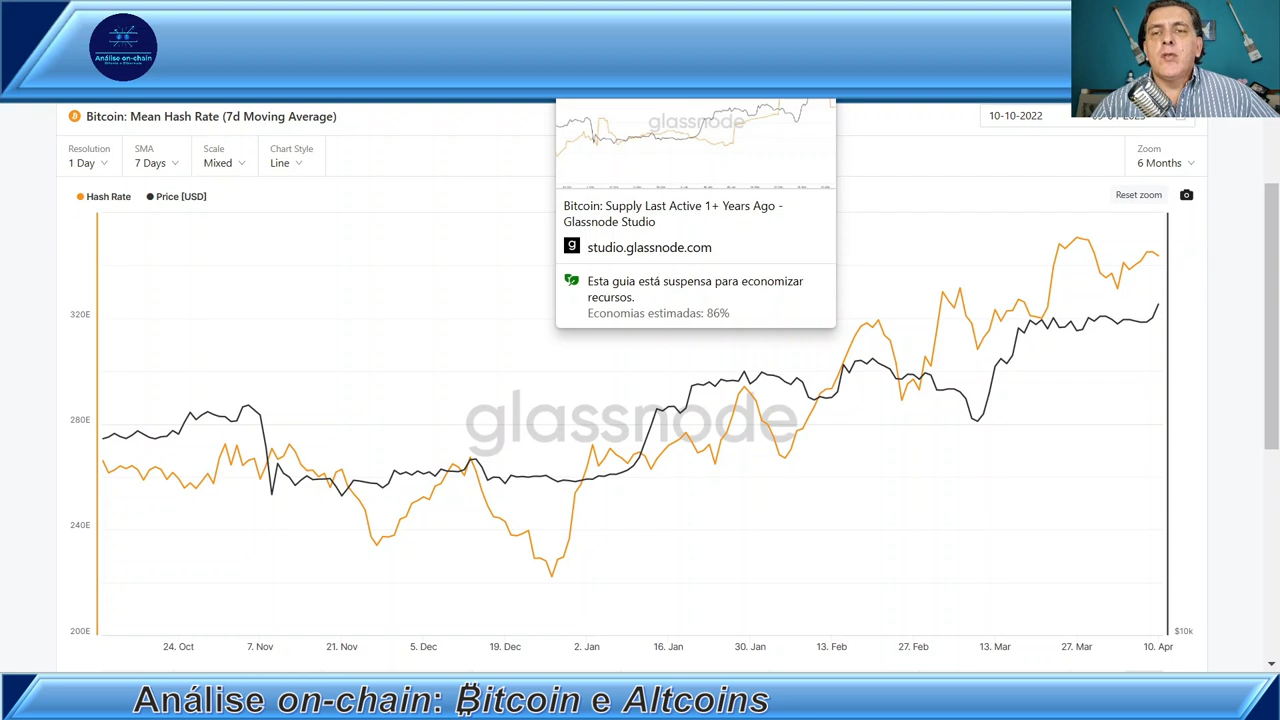 Análise on-chain
glassnode
Bitcoin: Mean Hash Rate (7d Moving Average)
10-10-2022
Resolution
1 Day
SMA
7 Days
Scale
Mixed
Chart Style
Line
Zoom
6 Months
Hash Rate
Price [USD]
Reset zoom
Bitcoin: Supply Last Active 1+ Years Ago -
Glassnode Studio
g
studio.glassnode.com
Esta guia está suspensa para economizar
recursos.
Economias estimadas: 86%
glassnode
320E
280E
240E
200E
$10k
24. Oct
7. Nov
21. Nov
5. Dec
19. Dec
2. Jan
16. Jan
30. Jan
13. Feb
27. Feb
13. Mar
27. Mar
10. Apr
Análise on-chain: ₿itcoin e Altcoins